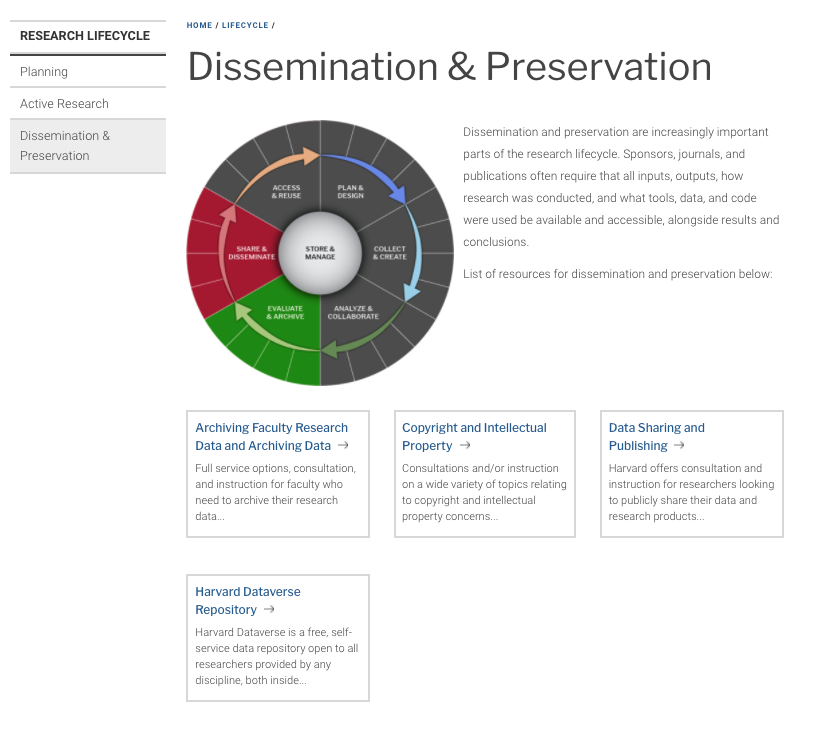 HOME / LIFECYCLE /
RESEARCH LIFECYCLE
Planning
Active Research
Dissemination &
Preservation
Dissemination & Preservation
ACCESS
& REUSE
PLAN &
DESIGN
SHARE &
DISSEMINATE
STORE &
MANAGE
COLLECT
& CREATE
EVALUATE
& ARCHIVE
ANALYZE &
COLLABORATE
Dissemination and preservation are increasingly important
parts of the research lifecycle. Sponsors, journals, and
publications often require that all inputs, outputs, how
research was conducted, and what tools, data, and code
were used be available and accessible, alongside results and
conclusions.
List of resources for dissemination and preservation below:
Archiving Faculty Research
Data and Archiving Data →
Full service options, consultation,
and instruction for faculty who
need to archive their research
data...
Copyright and Intellectual
Property →
Consultations and/or instruction
on a wide variety of topics relating
to copyright and intellectual
property concerns...
Data Sharing and
Publishing →
Harvard offers consultation and
instruction for researchers looking
to publicly share their data and
research products...
Harvard Dataverse
Repository →
Harvard Dataverse is a free, self-
service data repository open to all
researchers provided by any
discipline, both inside...